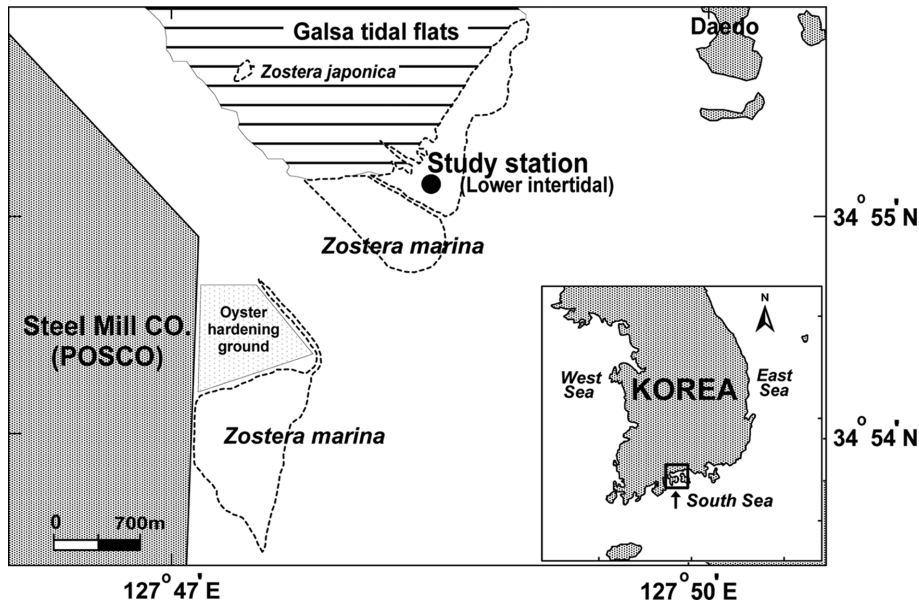 Galsa tidal flats
Daedo
Zostera japonica
Study station
(Lower intertidal)
34° 55' N
Zostera marina
Oyster
hardening
ground
Steel Mill CO.
(POSCO)
N
West
Sea
KOREA
East
Sea
Zostera marina
34° 54' N
South Sea
0 700m
127° 47' E
127° 50' E